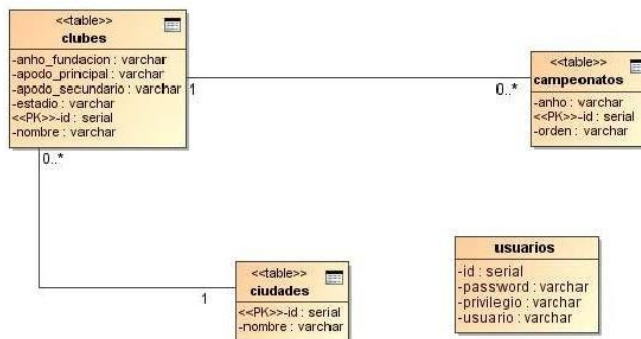 <<table>>
clubes
-anho_fundacion : varchar
-apodo_principal : varchar
-apodo_secundário : varchar
-estadio : varchar
<<PK>>-id : serial
-nombre : varchar
1
0..*
<<table>>
campeonatos
-anho : varchar
<<PK>>-id : serial
-orden : varchar
0..*
1
<<table>>
ciudades
<<PK>>-id : serial
-nombre : varchar
usuarios
-id : serial
-password : varchar
-privilegio : varchar
-usuario : varchar